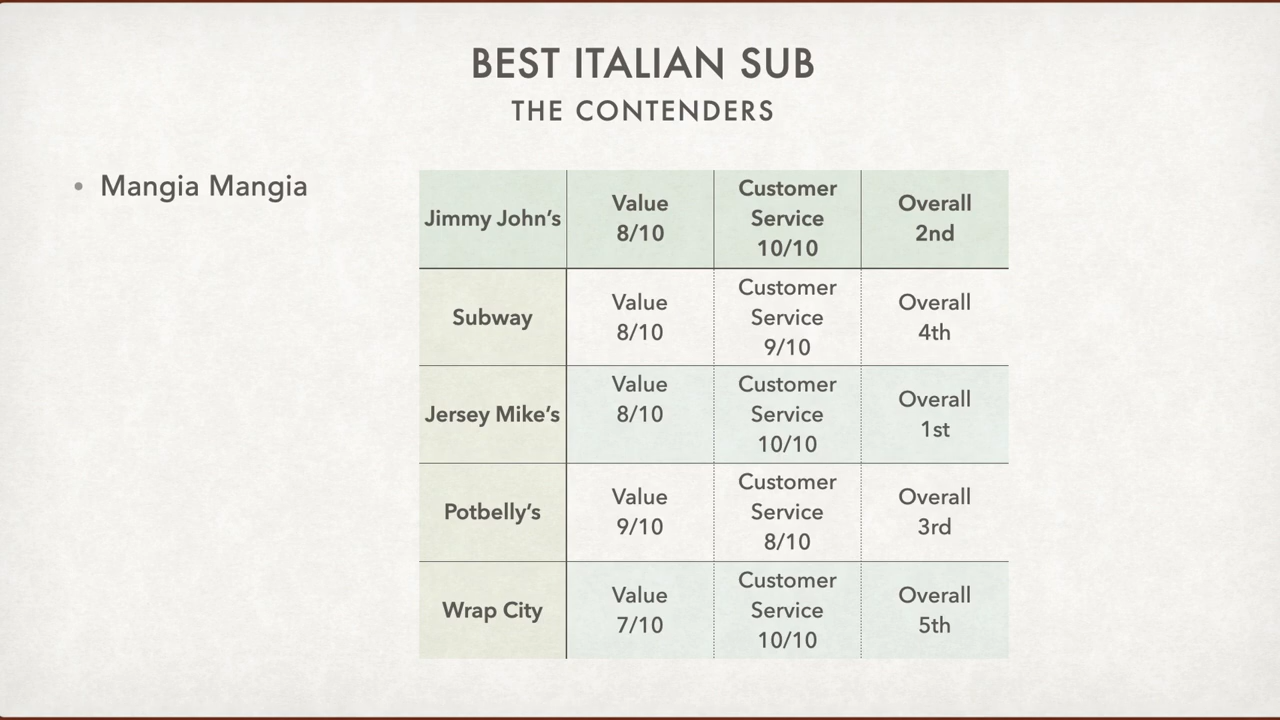 BEST ITALIAN SUB
THE CONTENDERS
• Mangia Mangia
Jimmy John’s
Value
8/10
Customer
Service
10/10
Overall
2nd
Subway
Value
8/10
Customer
Service
9/10
Overall
4th
Jersey Mike’s
Value
8/10
Customer
Service
10/10
Overall
1st
Potbelly’s
Value
9/10
Customer
Service
8/10
Overall
3rd
Wrap City
Value
7/10
Customer
Service
10/10
Overall
5th